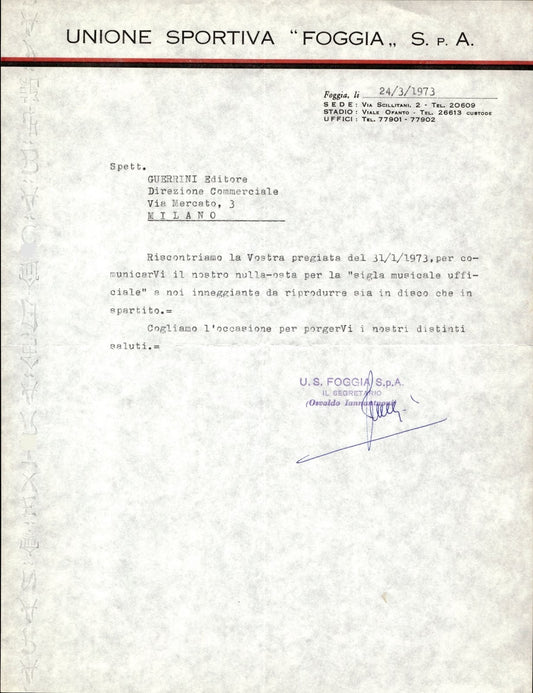 UNIONE SPORTIVA "FOGGIA„ S. P. A.
Foggia, li 24/3/1973
SEDE: VIA SCILLITANI, 2 - TEL. 20609
STADIO: VIALE OFANTO - TEL. 26613 CUSTODE
UFFICI: TEL. 77901 - 77902
Spett.
GUERRINI Editore
Direzione Commerciale
Via Mercato, 3
MILANO
Riscontriamo la Vostra pregiata del 31/1/1973, per co-
municarVi il nostro nulla-osta per la "sigla musicale uffi-
ciale" a noi inneggiante da riprodurre sia in disco che in
spartito.=
Cogliamo l'occasione per porgerVi i nostri distinti
saluti.=
U.S. FOGGIA S.p.A.
IL SEGRETARIO
(Osvaldo